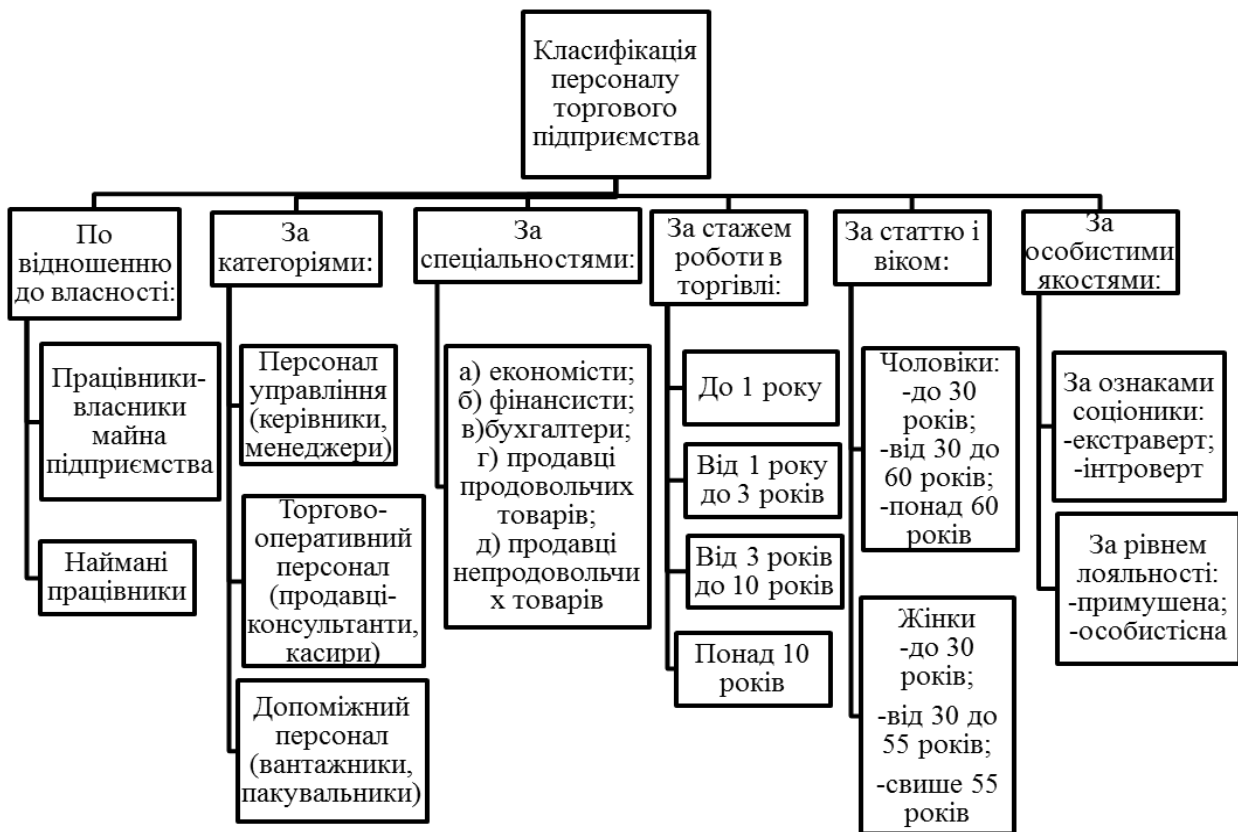 Класифікація
персоналу
торгового
підприємства
По
відношенню
до власності:
Працівники-
власники
майна
підприємства
Наймані
працівники
За
категоріями:
Персонал
управління
(керівники,
менеджери)
Торгово-
оперативний
персонал
(продавці-
консультанти,
касири)
Допоміжний
персонал
(вантажники,
пакувальники)
За
спеціальностями:
а) економісти;
б) фінансисти;
в)бухгалтери;
г) продавці
продовольчих
товарів;
д) продавці
непродовольчи
х товарів
За стажем
роботи в
торгівлі:
До 1 року
Від 1 року
до 3 років
Від 3 років
до 10 років
Понад 10
років
За статтю і
віком:
Чоловіки:
-до 30
років;
-від 30 до
60 років;
-понад 60
років
Жінки
-до 30
років;
-від 30 до
55 років;
-свише 55
років
За
особистими
якостями:
За ознаками
соціоники:
-екстраверт;
-інтроверт
За рівнем
лояльності:
-примушена;
-особистісна